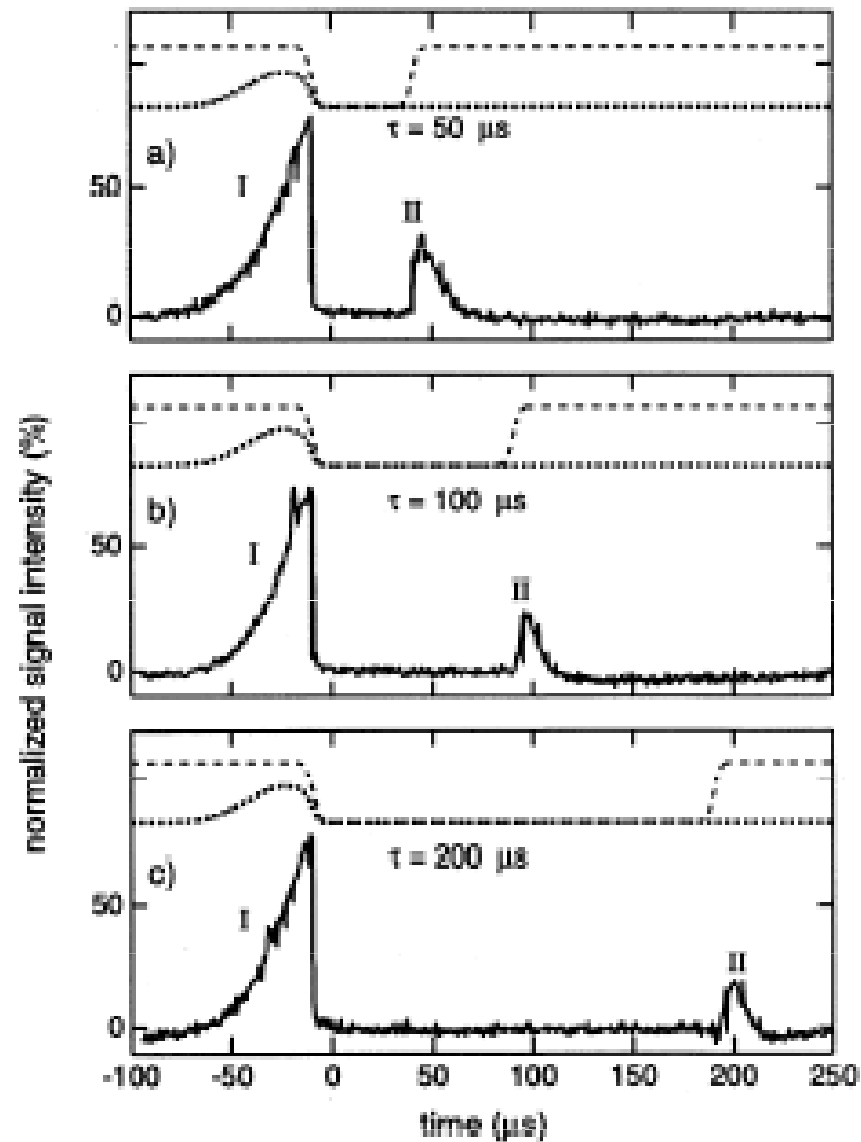 τ = 50 μs
a)
50
I
II
0
τ = 100 μs
b)
50
I
II
0
normalized signal intensity (%)
τ = 200 μs
c)
50
I
II
0
-100 -50 0 50 100 150 200 250
time (μs)